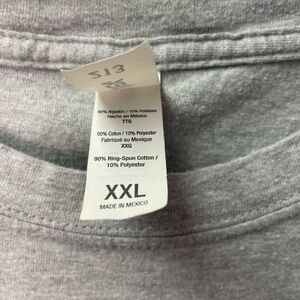 90% Algodón / 10% Poliéster
Hecho en México
TTG
90% Coton / 10% Polyester
Fabriqué au Mexique
XXG
90% Ring-Spun Cotton /
10% Polyester
XXL
MADE IN MEXICO